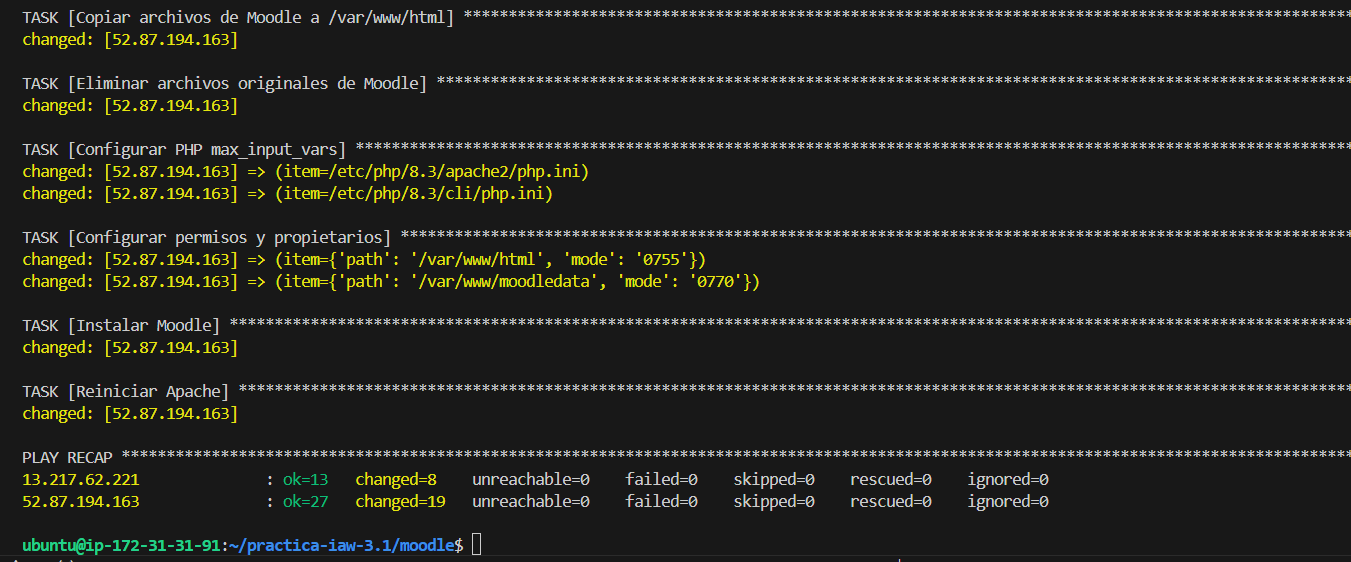 TASK [Copiar archivos de Moodle a /var/www/html] **************************************************************************************************
changed: [52.87.194.163]
TASK [Eliminar archivos originales de Moodle] *****************************************************************************************************
changed: [52.87.194.163]
TASK [Configurar PHP max_input_vars] **************************************************************************************************************
changed: [52.87.194.163] => (item=/etc/php/8.3/apache2/php.ini)
changed: [52.87.194.163] => (item=/etc/php/8.3/cli/php.ini)
TASK [Configurar permisos y propietarios] *********************************************************************************************************
changed: [52.87.194.163] => (item={'path': '/var/www/html', 'mode': '0755'})
changed: [52.87.194.163] => (item={'path': '/var/www/moodledata', 'mode': '0770'})
TASK [Instalar Moodle] ****************************************************************************************************************************
changed: [52.87.194.163]
TASK [Reiniciar Apache] ***************************************************************************************************************************
changed: [52.87.194.163]
PLAY RECAP ****************************************************************************************************************************************
13.217.62.221 : ok=13 changed=8 unreachable=0 failed=0 skipped=0 rescued=0 ignored=0
52.87.194.163 : ok=27 changed=19 unreachable=0 failed=0 skipped=0 rescued=0 ignored=0
ubuntu@ip-172-31-31-91:~/practica-iaw-3.1/moodle$